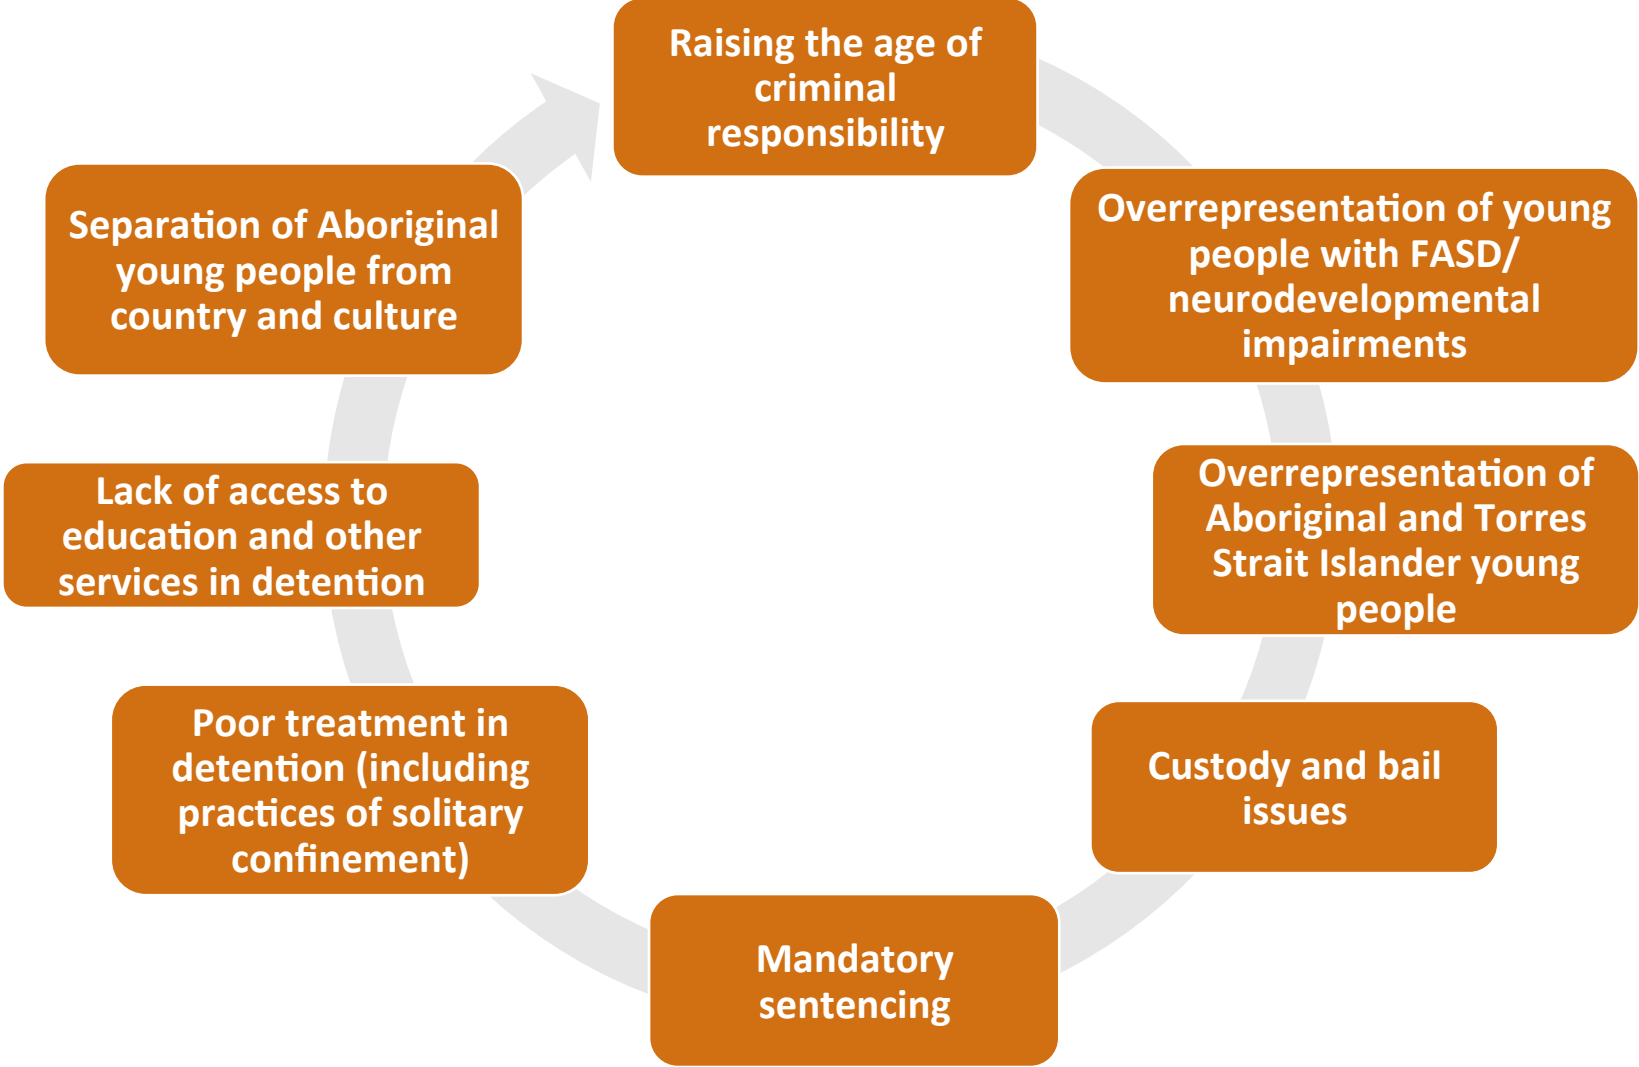 Raising the age of
criminal
responsibility
Overrepresentation of young
people with FASD/
neurodevelopmental
impairments
Overrepresentation of
Aboriginal and Torres
Strait Islander young
people
Custody and bail
issues
Mandatory
sentencing
Poor treatment in
detention (including
practices of solitary
confinement)
Lack of access to
education and other
services in detention
Separation of Aboriginal
young people from
country and culture